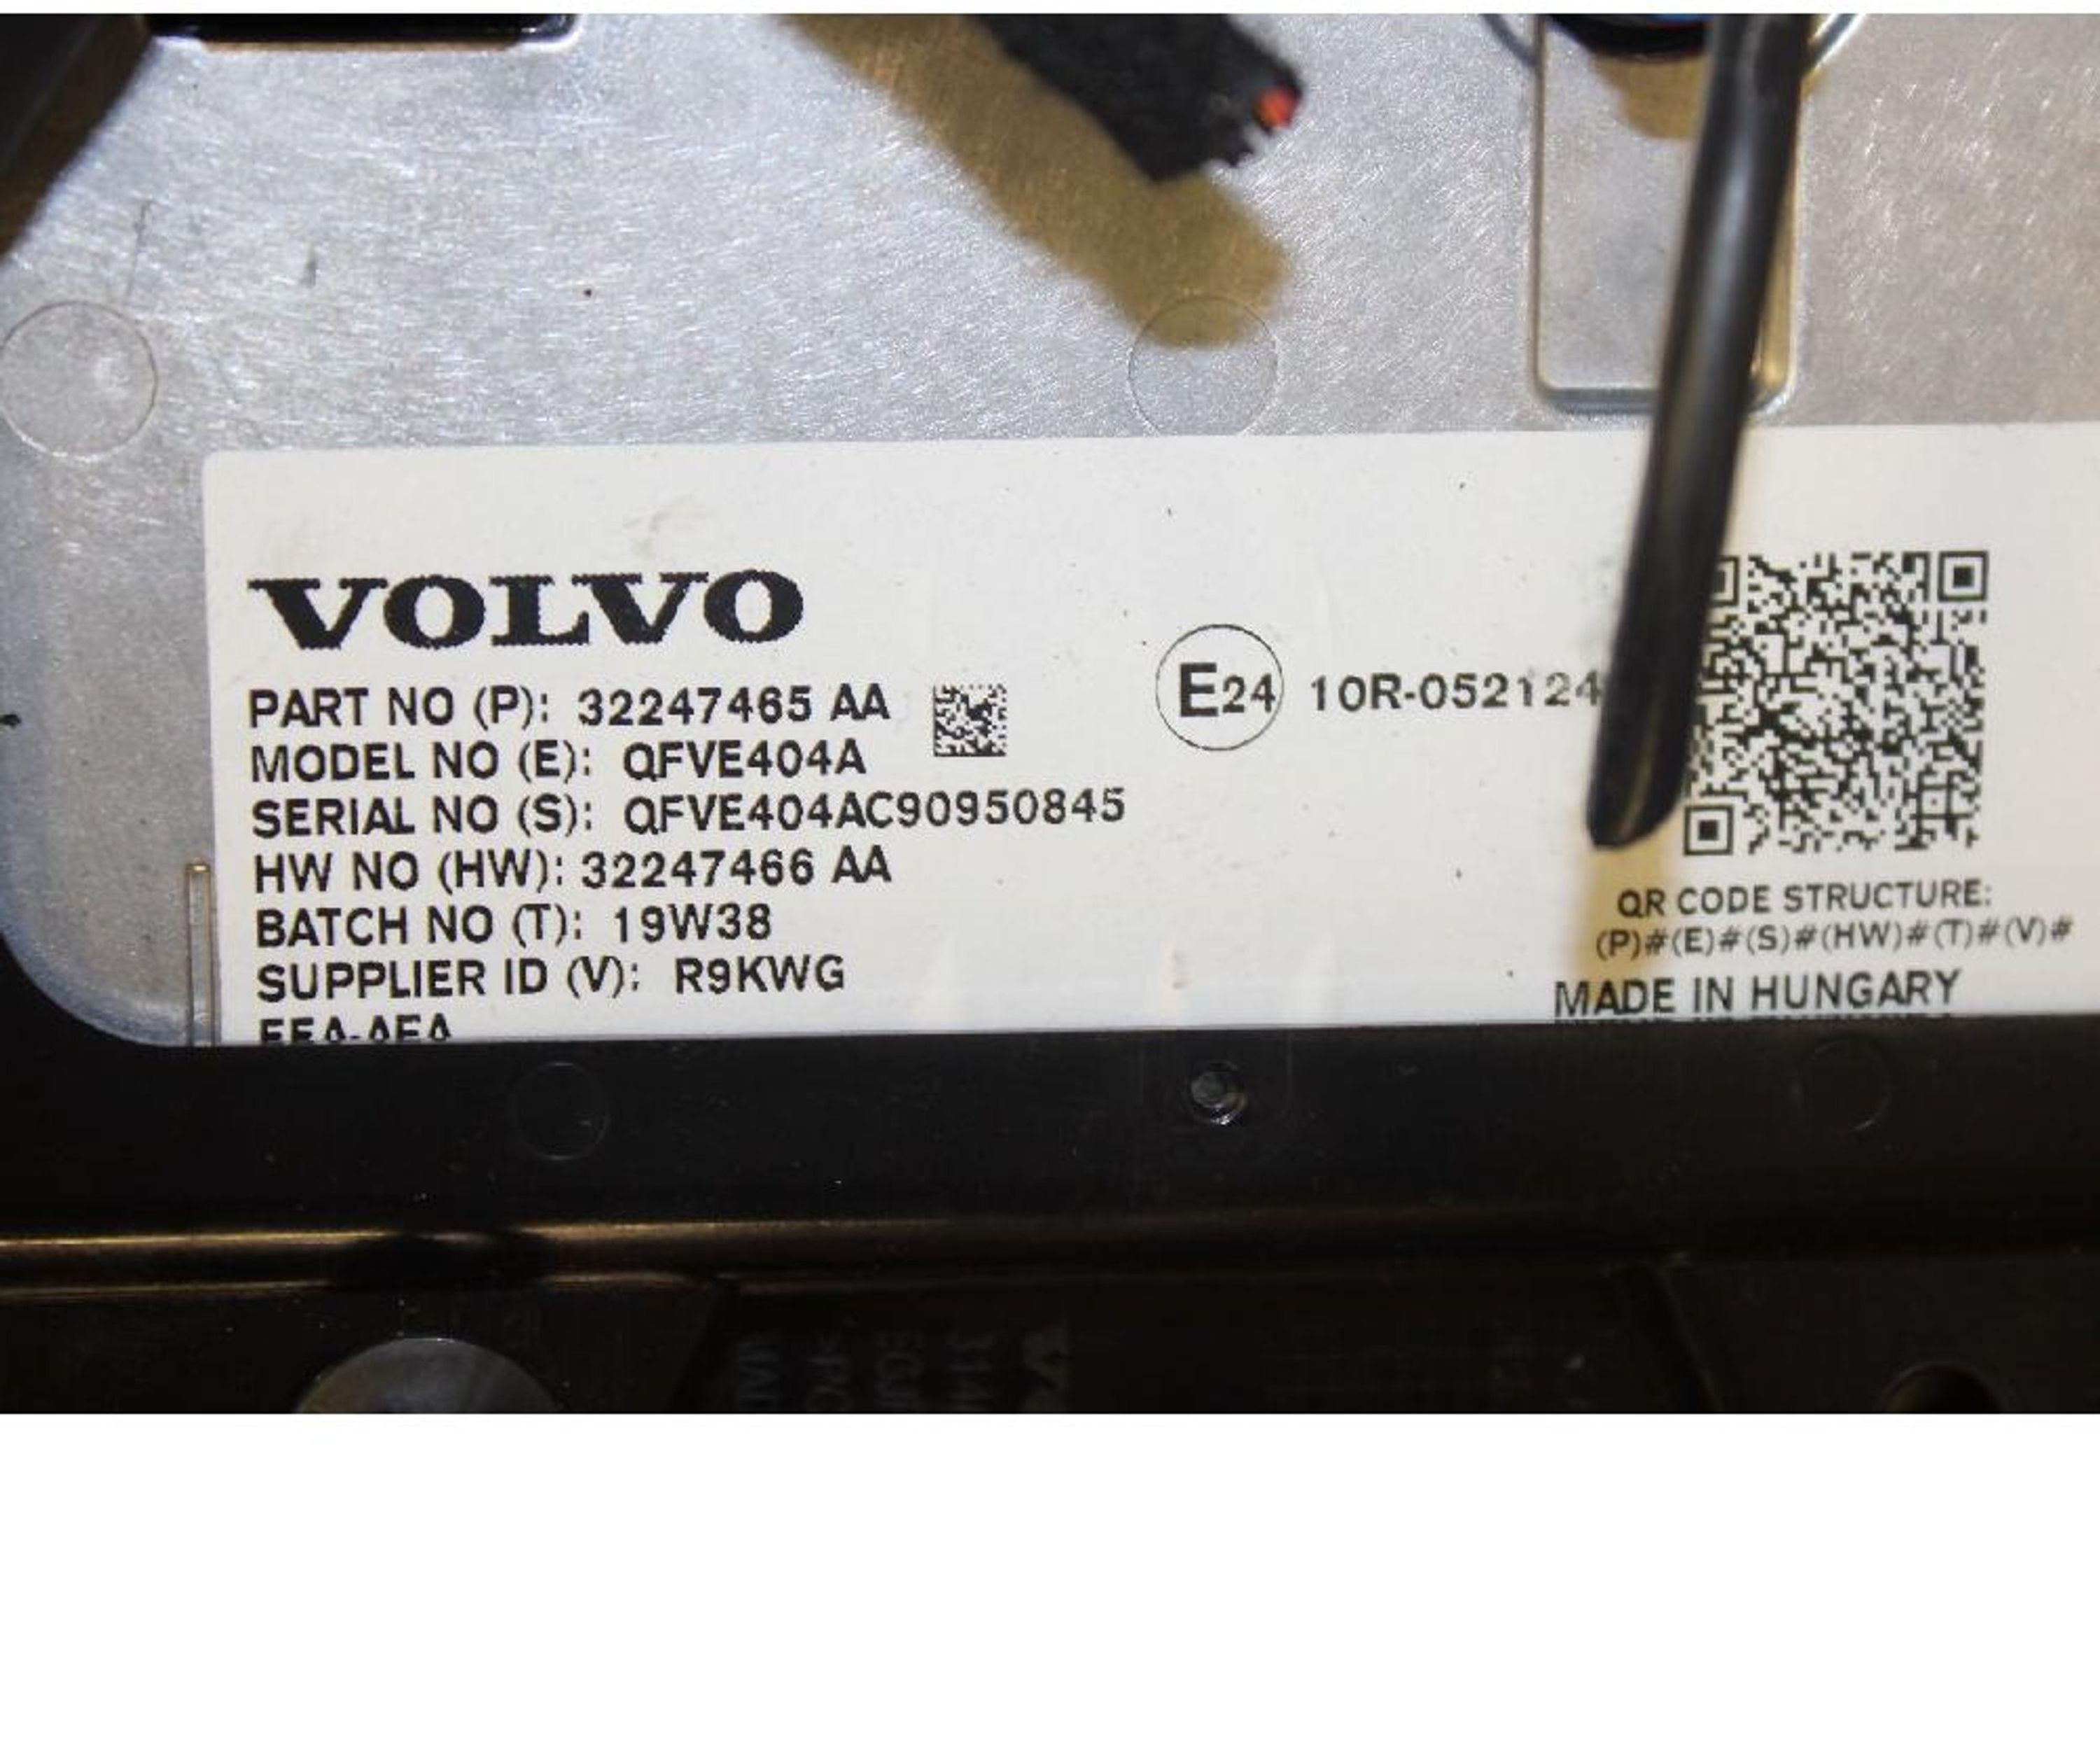 VOLVO
PART NO (P): 32247465 AA
MODEL NO (E): QFVE404A
SERIAL NO (S): QFVE404AC90950845
HW NO (HW): 32247466 AA
BATCH NO (T): 19W38
SUPPLIER ID (V): R9KWG
E24 10R-052124
QR CODE STRUCTURE:
(P)#(E)#(S)#(HW)#(T)#(V)#
MADE IN HUNGARY